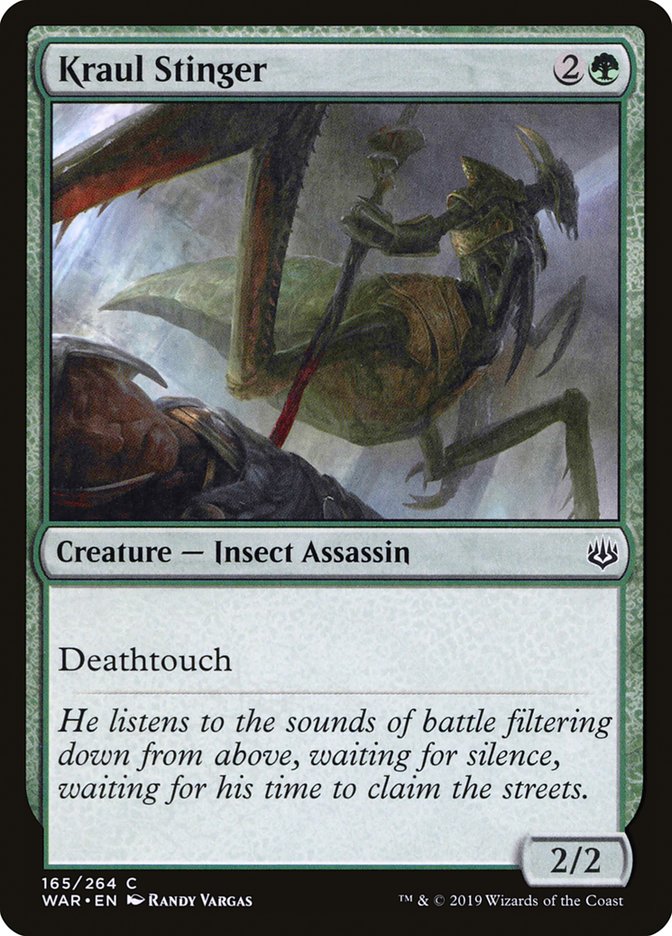 Kraul Stinger 2
Creature — Insect Assassin
Deathtouch
He listens to the sounds of battle filtering
down from above, waiting for silence,
waiting for his time to claim the streets.
2/2
165/264 C
WAR • EN Randy Vargas
™ & © 2019 Wizards of the Coast